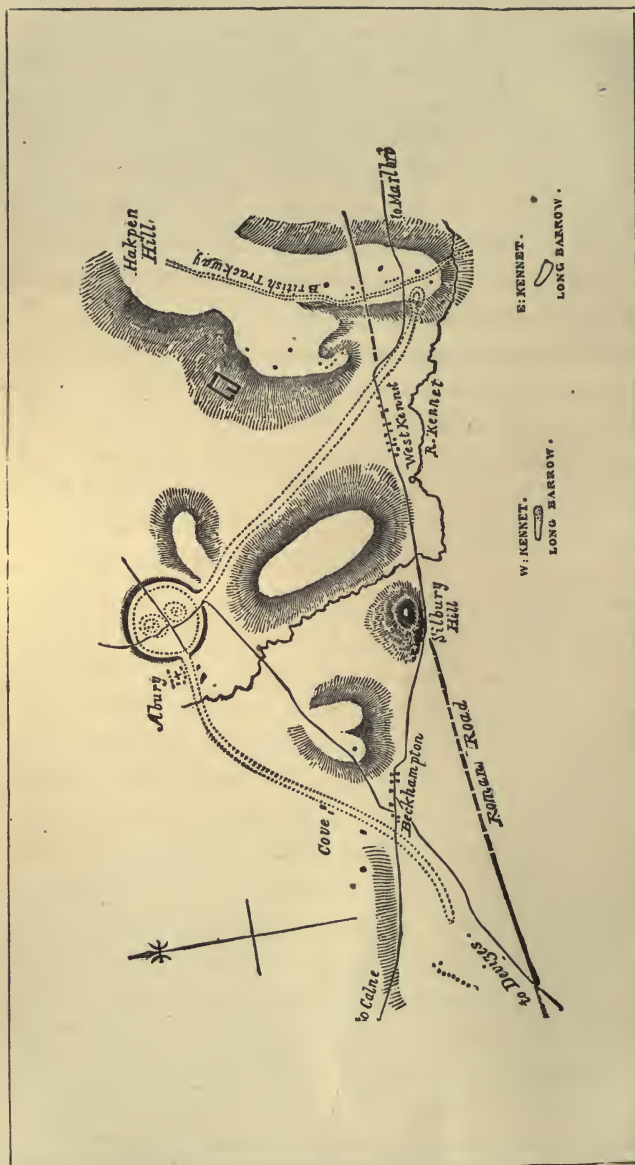 Hakpen
Hill.
British Trackway
to Marlbro
Abury
West Kennet
R. Kennet
Silbury
Hill
Cove
Beckhampton
Roman Road
to Calne
to Devizes.
W: KENNET.
LONG BARROW.
E: KENNET.
LONG BARROW.